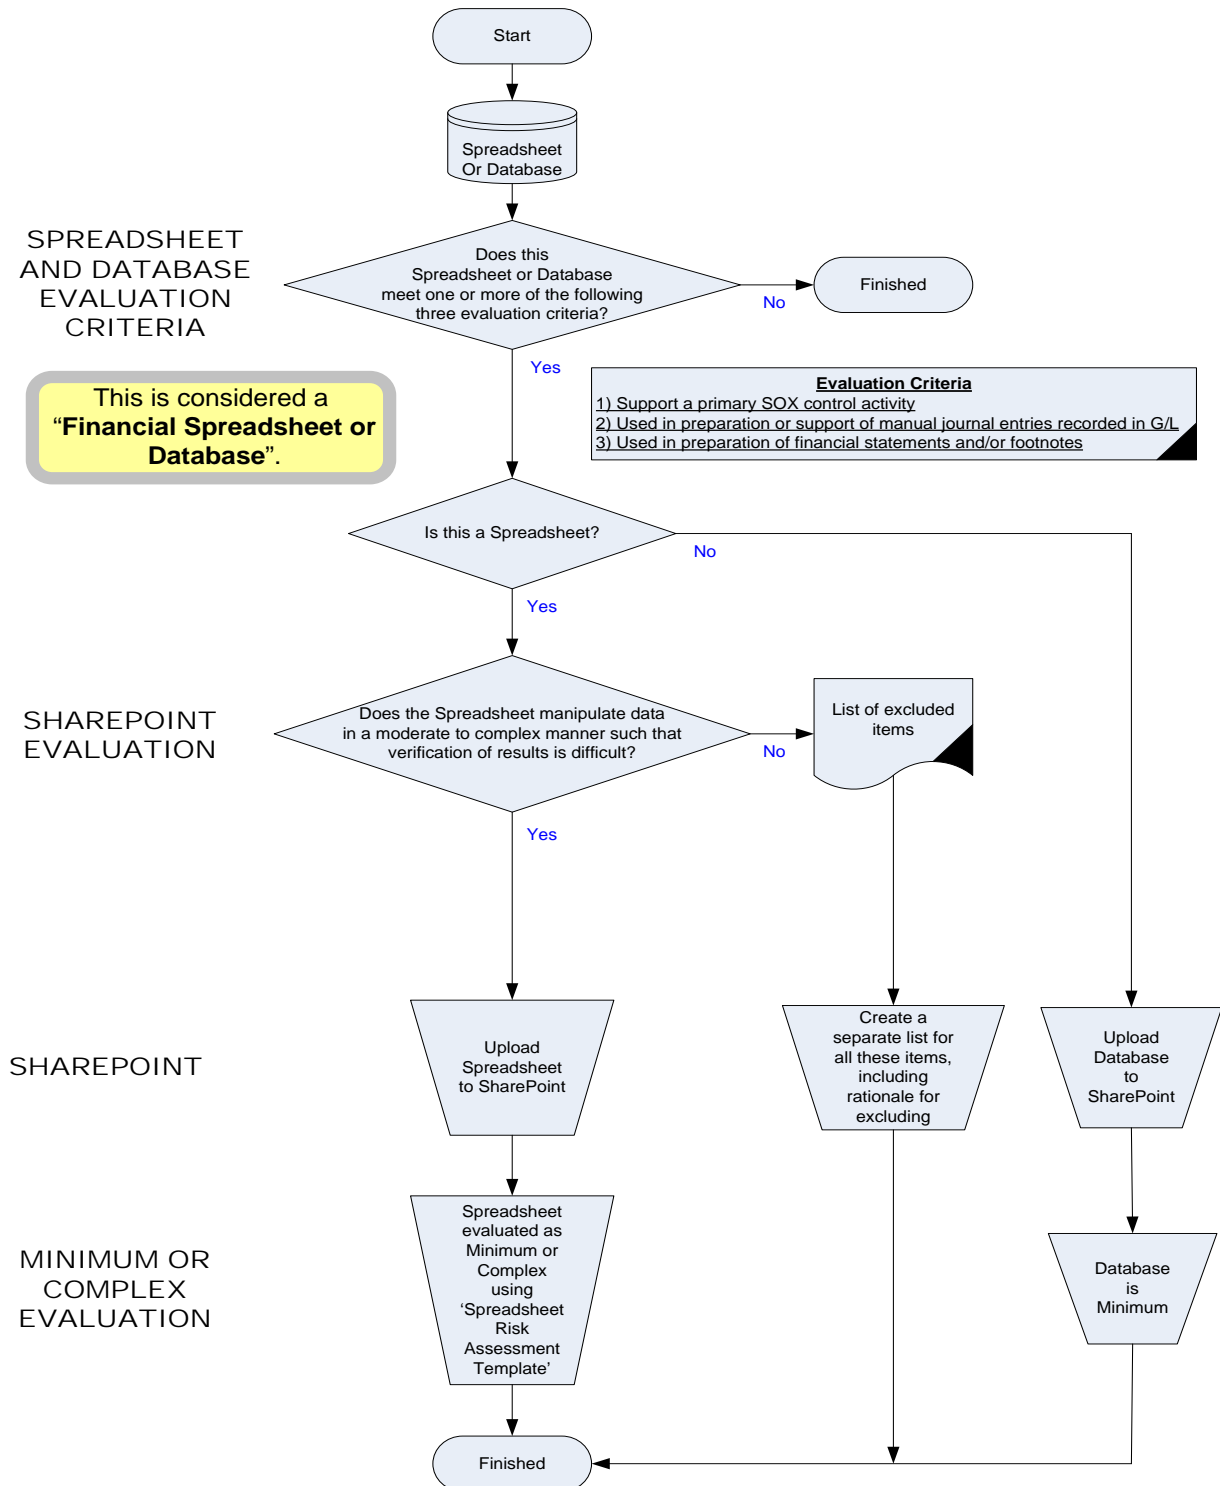 Start
Spreadsheet
Or Database
SPREADSHEET
AND DATABASE
EVALUATION
CRITERIA
Does this
Spreadsheet or Database
meet one or more of the following
three evaluation criteria?
No
Finished
Yes
This is considered a
“Financial Spreadsheet or
Database”.
Evaluation Criteria
1) Support a primary SOX control activity
2) Used in preparation or support of manual journal entries recorded in G/L
3) Used in preparation of financial statements and/or footnotes
Is this a Spreadsheet?
No
Yes
SHAREPOINT
EVALUATION
Does the Spreadsheet manipulate data
in a moderate to complex manner such that
verification of results is difficult?
No
List of excluded
items
Yes
SHAREPOINT
Upload
Spreadsheet
to SharePoint
Create a
separate list for
all these items,
including
rationale for
excluding
Upload
Database
to
SharePoint
MINIMUM OR
COMPLEX
EVALUATION
Spreadsheet
evaluated as
Minimum or
Complex
using
‘Spreadsheet
Risk
Assessment
Template’
Database
is
Minimum
Finished